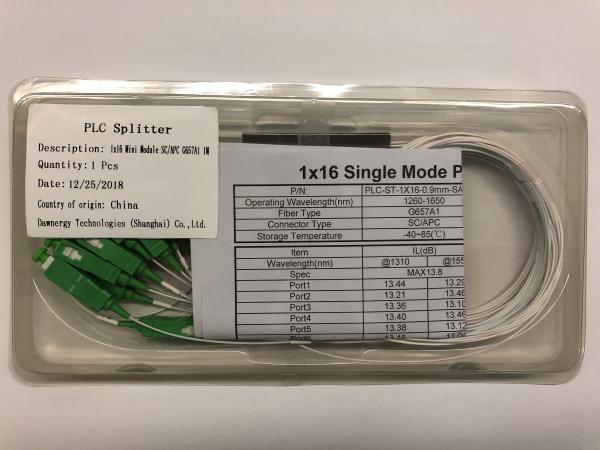 PLC Splitter
Description: 1x16 Mini Module SC/APC G657A1 1M
Quantity: 1 Pcs
Date: 12/25/2018
Country of origin: China
Dawnergy Technologies (Shanghai) Co., Ltd.
1x16 Single Mode P
P/N: PLC-ST-1X16-0.9mm-SA
Operating Wavelength(nm) 1260-1650
Fiber Type G657A1
Connector Type SC/APC
Storage Temperature -40~85(℃)
Item IL(dB)
Wavelength(nm) @1310 @155
Spec MAX13.8
Port1 13.44 13.29
Port2 13.21 13.46
Port3 13.36 13.10
Port4 13.40 13.46
Port5 13.38 13.12
Port6